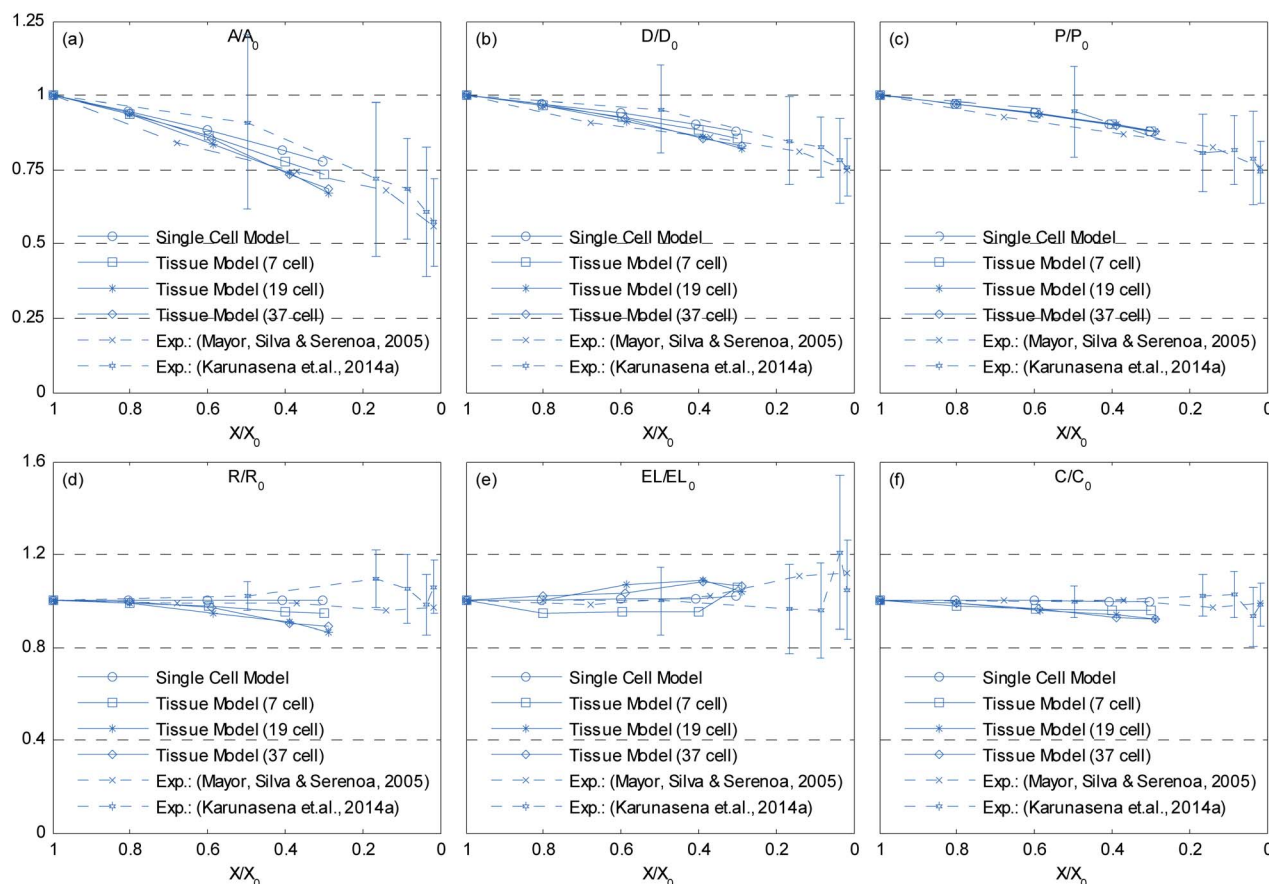 (a) A/A0
1.25
1
0.75
0.5
0.25
0
Single Cell Model
Tissue Model (7 cell)
Tissue Model (19 cell)
Tissue Model (37 cell)
Exp.: (Mayor, Silva & Serenoa, 2005)
Exp.: (Karunasena et.al., 2014a)
1 0.8 0.6 0.4 0.2 0
X/X0
(b) D/D0
Single Cell Model
Tissue Model (7 cell)
Tissue Model (19 cell)
Tissue Model (37 cell)
Exp.: (Mayor, Silva & Serenoa, 2005)
Exp.: (Karunasena et.al., 2014a)
1 0.8 0.6 0.4 0.2 0
X/X0
(c) P/P0
Single Cell Model
Tissue Model (7 cell)
Tissue Model (19 cell)
Tissue Model (37 cell)
Exp.: (Mayor, Silva & Serenoa, 2005)
Exp.: (Karunasena et.al., 2014a)
1 0.8 0.6 0.4 0.2 0
X/X0
(d) R/R0
1.6
1.2
0.8
0.4
0
Single Cell Model
Tissue Model (7 cell)
Tissue Model (19 cell)
Tissue Model (37 cell)
Exp.: (Mayor, Silva & Serenoa, 2005)
Exp.: (Karunasena et.al., 2014a)
1 0.8 0.6 0.4 0.2 0
X/X0
(e) EL/EL0
Single Cell Model
Tissue Model (7 cell)
Tissue Model (19 cell)
Tissue Model (37 cell)
Exp.: (Mayor, Silva & Serenoa, 2005)
Exp.: (Karunasena et.al., 2014a)
1 0.8 0.6 0.4 0.2 0
X/X0
(f) C/C0
Single Cell Model
Tissue Model (7 cell)
Tissue Model (19 cell)
Tissue Model (37 cell)
Exp.: (Mayor, Silva & Serenoa, 2005)
Exp.: (Karunasena et.al., 2014a)
1 0.8 0.6 0.4 0.2 0
X/X0